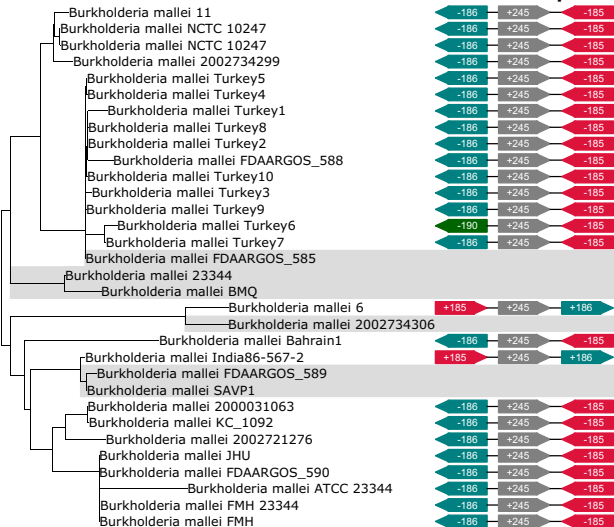 Burkholderia mallei 11 -186 +245 -185
Burkholderia mallei NCTC 10247 -186 +245 -185
Burkholderia mallei NCTC 10247 -186 +245 -185
Burkholderia mallei 2002734299 -186 +245 -185
Burkholderia mallei Turkey5 -186 +245 -185
Burkholderia mallei Turkey4 -186 +245 -185
Burkholderia mallei Turkey1 -186 +245 -185
Burkholderia mallei Turkey8 -186 +245 -185
Burkholderia mallei Turkey2 -186 +245 -185
Burkholderia mallei FDAARGOS_588 -186 +245 -185
Burkholderia mallei Turkey10 -186 +245 -185
Burkholderia mallei Turkey3 -186 +245 -185
Burkholderia mallei Turkey9 -186 +245 -185
Burkholderia mallei Turkey6 -190 +245 -185
Burkholderia mallei Turkey7 -186 +245 -185
Burkholderia mallei FDAARGOS_585
Burkholderia mallei 23344
Burkholderia mallei BMQ
Burkholderia mallei 6 +185 +245 +186
Burkholderia mallei 2002734306
Burkholderia mallei Bahrain1 -186 +245 -185
Burkholderia mallei India86-567-2 +185 +245 +186
Burkholderia mallei FDAARGOS_589
Burkholderia mallei SAVP1
Burkholderia mallei 2000031063 -186 +245 -185
Burkholderia mallei KC_1092 -186 +245 -185
Burkholderia mallei 2002721276 -186 +245 -185
Burkholderia mallei JHU -186 +245 -185
Burkholderia mallei FDAARGOS_590 -186 +245 -185
Burkholderia mallei ATCC 23344 -186 +245 -185
Burkholderia mallei FMH 23344 -186 +245 -185
Burkholderia mallei FMH -186 +245 -185